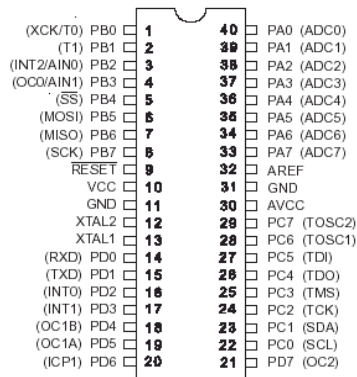 (XCK/T0) PB0 1 40 PA0 (ADC0)
(T1) PB1 2 39 PA1 (ADC1)
(INT2/AIN0) PB2 3 38 PA2 (ADC2)
(OC0/AIN1) PB3 4 37 PA3 (ADC3)
(SS) PB4 5 36 PA4 (ADC4)
(MOSI) PB5 6 35 PA5 (ADC5)
(MISO) PB6 7 34 PA6 (ADC6)
(SCK) PB7 8 33 PA7 (ADC7)
RESET 9 32 AREF
VCC 10 31 GND
GND 11 30 AVCC
XTAL2 12 29 PC7 (TOSC2)
XTAL1 13 28 PC6 (TOSC1)
(RXD) PD0 14 27 PC5 (TDI)
(TXD) PD1 15 26 PC4 (TDO)
(INT0) PD2 16 25 PC3 (TMS)
(INT1) PD3 17 24 PC2 (TCK)
(OC1B) PD4 18 23 PC1 (SDA)
(OC1A) PD5 19 22 PC0 (SCL)
(ICP1) PD6 20 21 PD7 (OC2)